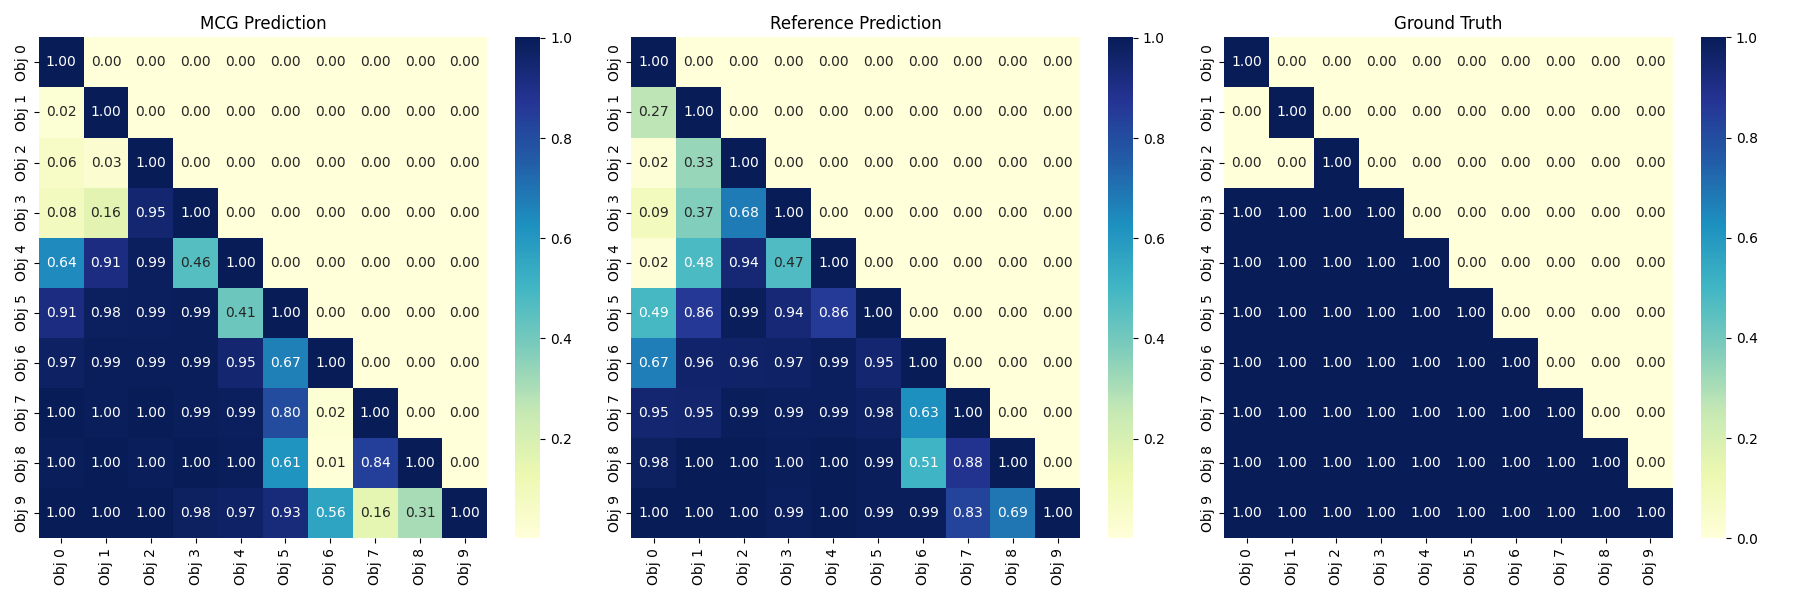 MCG Prediction
Obj 0 1.00 0.00 0.00 0.00 0.00 0.00 0.00 0.00 0.00 0.00
Obj 1 0.02 1.00 0.00 0.00 0.00 0.00 0.00 0.00 0.00 0.00
Obj 2 0.06 0.03 1.00 0.00 0.00 0.00 0.00 0.00 0.00 0.00
Obj 3 0.08 0.16 0.95 1.00 0.00 0.00 0.00 0.00 0.00 0.00
Obj 4 0.64 0.91 0.99 0.46 1.00 0.00 0.00 0.00 0.00 0.00
Obj 5 0.91 0.98 0.99 0.99 0.41 1.00 0.00 0.00 0.00 0.00
Obj 6 0.97 0.99 0.99 0.99 0.95 0.67 1.00 0.00 0.00 0.00
Obj 7 1.00 1.00 1.00 0.99 0.99 0.80 0.02 1.00 0.00 0.00
Obj 8 1.00 1.00 1.00 1.00 1.00 0.61 0.01 0.84 1.00 0.00
Obj 9 1.00 1.00 1.00 0.98 0.97 0.93 0.56 0.16 0.31 1.00
Obj 0 Obj 1 Obj 2 Obj 3 Obj 4 Obj 5 Obj 6 Obj 7 Obj 8 Obj 9
1.0
0.8
0.6
0.4
0.2
Reference Prediction
Obj 0 1.00 0.00 0.00 0.00 0.00 0.00 0.00 0.00 0.00 0.00
Obj 1 0.27 1.00 0.00 0.00 0.00 0.00 0.00 0.00 0.00 0.00
Obj 2 0.02 0.33 1.00 0.00 0.00 0.00 0.00 0.00 0.00 0.00
Obj 3 0.09 0.37 0.68 1.00 0.00 0.00 0.00 0.00 0.00 0.00
Obj 4 0.02 0.48 0.94 0.47 1.00 0.00 0.00 0.00 0.00 0.00
Obj 5 0.49 0.86 0.99 0.94 0.86 1.00 0.00 0.00 0.00 0.00
Obj 6 0.67 0.96 0.96 0.97 0.99 0.95 1.00 0.00 0.00 0.00
Obj 7 0.95 0.95 0.99 0.99 0.99 0.98 0.63 1.00 0.00 0.00
Obj 8 0.98 1.00 1.00 1.00 1.00 0.99 0.51 0.88 1.00 0.00
Obj 9 1.00 1.00 1.00 0.99 1.00 0.99 0.99 0.83 0.69 1.00
Obj 0 Obj 1 Obj 2 Obj 3 Obj 4 Obj 5 Obj 6 Obj 7 Obj 8 Obj 9
1.0
0.8
0.6
0.4
0.2
Ground Truth
Obj 0 1.00 0.00 0.00 0.00 0.00 0.00 0.00 0.00 0.00 0.00
Obj 1 0.00 1.00 0.00 0.00 0.00 0.00 0.00 0.00 0.00 0.00
Obj 2 0.00 0.00 1.00 0.00 0.00 0.00 0.00 0.00 0.00 0.00
Obj 3 1.00 1.00 1.00 1.00 0.00 0.00 0.00 0.00 0.00 0.00
Obj 4 1.00 1.00 1.00 1.00 1.00 0.00 0.00 0.00 0.00 0.00
Obj 5 1.00 1.00 1.00 1.00 1.00 1.00 0.00 0.00 0.00 0.00
Obj 6 1.00 1.00 1.00 1.00 1.00 1.00 1.00 0.00 0.00 0.00
Obj 7 1.00 1.00 1.00 1.00 1.00 1.00 1.00 1.00 0.00 0.00
Obj 8 1.00 1.00 1.00 1.00 1.00 1.00 1.00 1.00 1.00 0.00
Obj 9 1.00 1.00 1.00 1.00 1.00 1.00 1.00 1.00 1.00 1.00
Obj 0 Obj 1 Obj 2 Obj 3 Obj 4 Obj 5 Obj 6 Obj 7 Obj 8 Obj 9
1.0
0.8
0.6
0.4
0.2
0.0